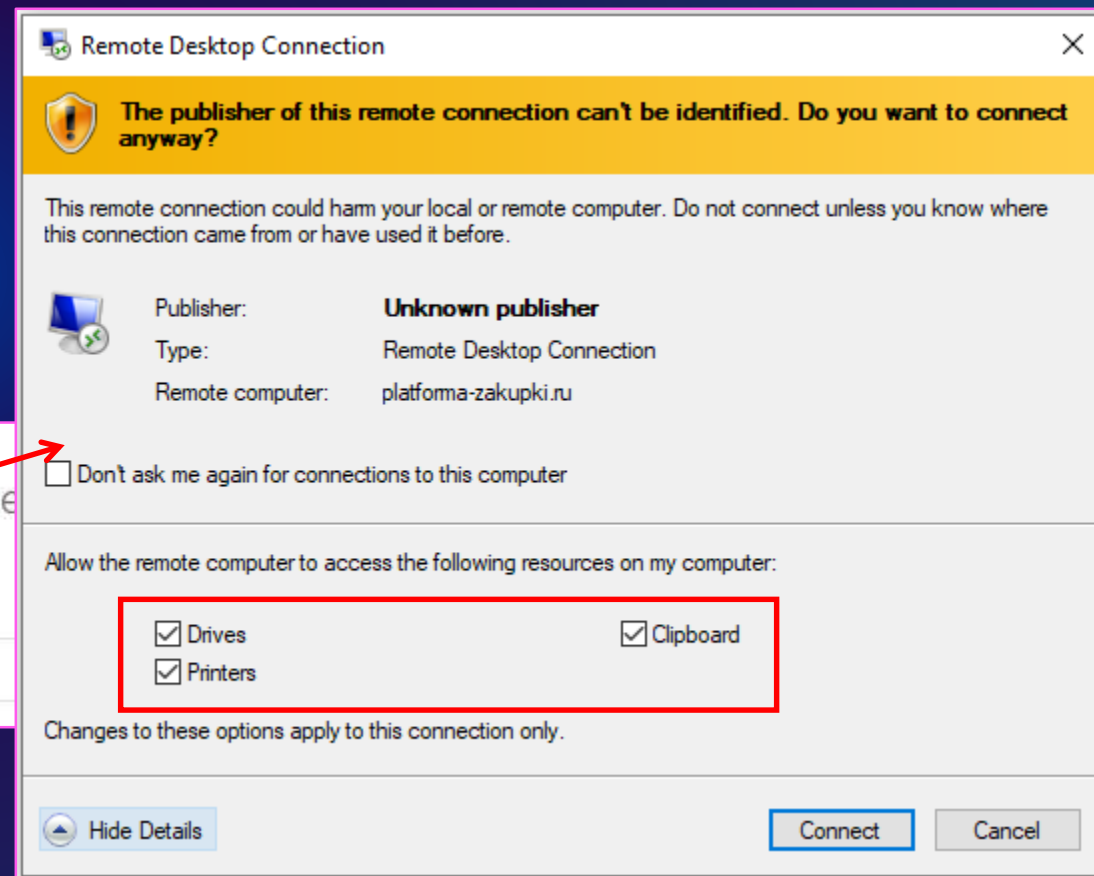 Remote Desktop Connection
The publisher of this remote connection can't be identified. Do you want to connect
anyway?
This remote connection could harm your local or remote computer. Do not connect unless you know where
this connection came from or have used it before.
Publisher: Unknown publisher
Type: Remote Desktop Connection
Remote computer: platforma-zakupki.ru
Don't ask me again for connections to this computer
Allow the remote computer to access the following resources on my computer:
Drives Clipboard
Printers
Changes to these options apply to this connection only.
Hide Details Connect Cancel